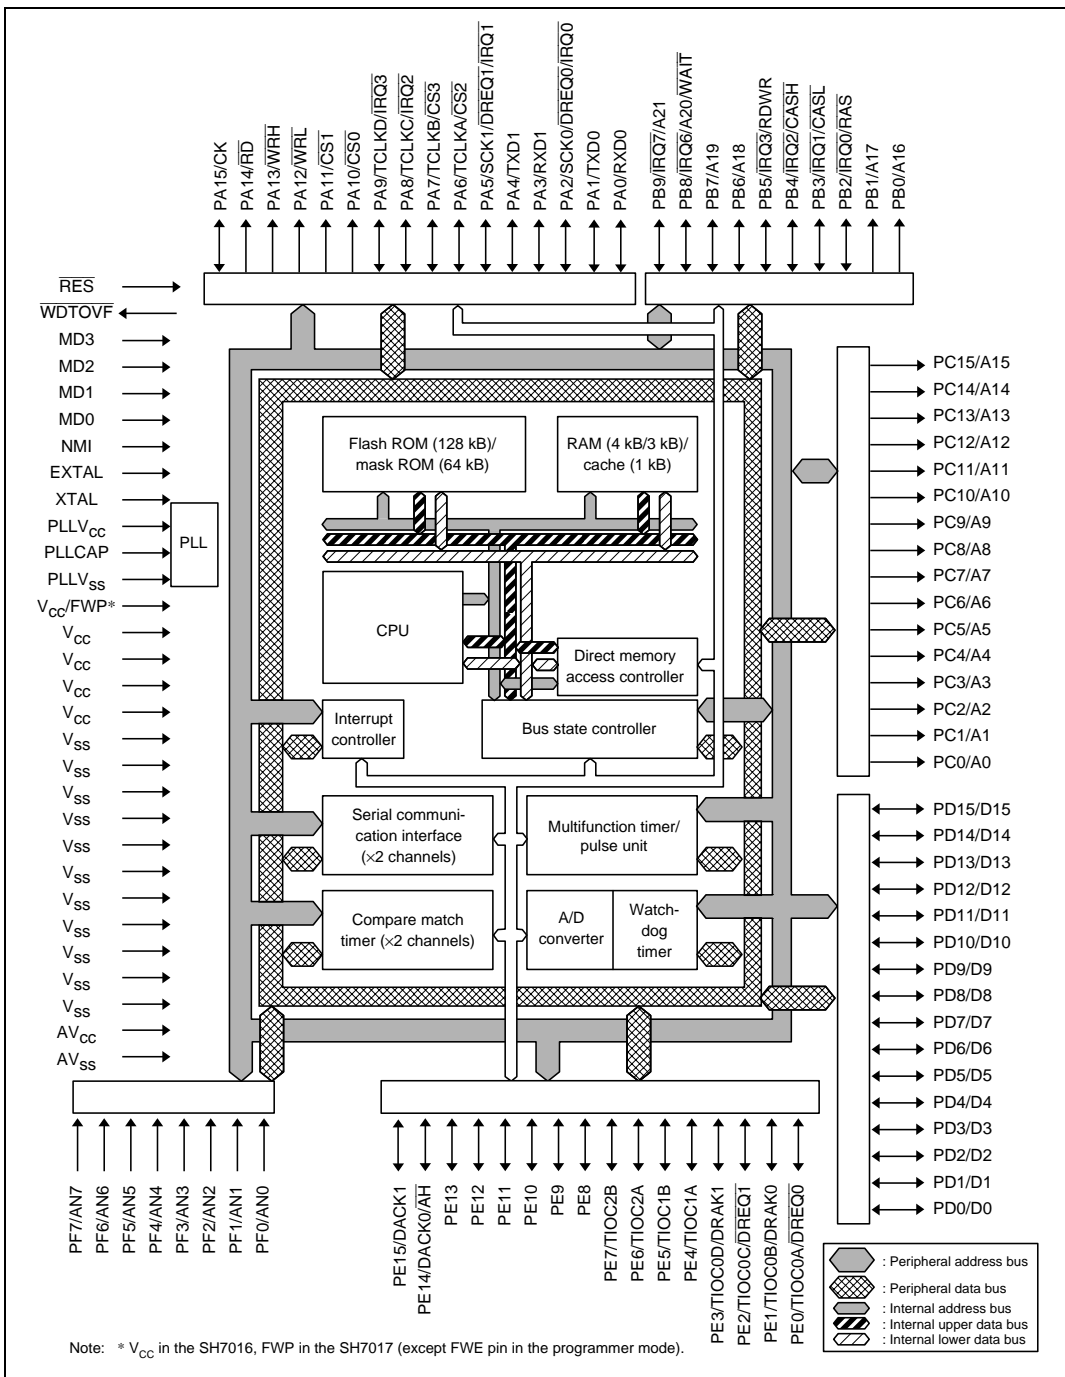 PA15/CK
PA14/RD
PA13/WRH
PA12/WRL
PA11/CS1
PA10/CS0
PA9/TCLKD/IRQ3
PA8/TCLKC/IRQ2
PA7/TCLKB/CS3
PA6/TCLKA/CS2
PA5/SCK1/DREQ1/IRQ1
PA4/TXD1
PA3/RXD1
PA2/SCK0/DREQ0/IRQ0
PA1/TXD0
PA0/RXD0
PB9/IRQ7/A21
PB8/IRQ6/A20/WAIT
PB7/A19
PB6/A18
PB5/IRQ3/RDWR
PB4/IRQ2/CASH
PB3/IRQ1/CASL
PB2/IRQ0/RAS
PB1/A17
PB0/A16
RES
WDTOVF
MD3
MD2
MD1
MD0
NMI
EXTAL
XTAL
PLLVCC
PLLCAP
PLLVSS
VCC/FWP*
VCC
VCC
VCC
VCC
VSS
VSS
VSS
Vss
Vss
VSS
VSS
VSS
VSS
VSS
VSS
AVCC
AVSS
PLL
Flash ROM (128 kB)/
mask ROM (64 kB)
RAM (4 kB/3 kB)/
cache (1 kB)
CPU
Direct memory
access controller
Interrupt
controller
Bus state controller
Serial communi-
cation interface
(×2 channels)
Multifunction timer/
pulse unit
Compare match
timer (×2 channels)
A/D
converter
Watch-
dog
timer
PC15/A15
PC14/A14
PC13/A13
PC12/A12
PC11/A11
PC10/A10
PC9/A9
PC8/A8
PC7/A7
PC6/A6
PC5/A5
PC4/A4
PC3/A3
PC2/A2
PC1/A1
PC0/A0
PD15/D15
PD14/D14
PD13/D13
PD12/D12
PD11/D11
PD10/D10
PD9/D9
PD8/D8
PD7/D7
PD6/D6
PD5/D5
PD4/D4
PD3/D3
PD2/D2
PD1/D1
PD0/D0
PF7/AN7
PF6/AN6
PF5/AN5
PF4/AN4
PF3/AN3
PF2/AN2
PF1/AN1
PF0/AN0
PE15/DACK1
PE14/DACK0/AH
PE13
PE12
PE11
PE10
PE9
PE8
PE7/TIOC2B
PE6/TIOC2A
PE5/TIOC1B
PE4/TIOC1A
PE3/TIOC0D/DRAK1
PE2/TIOC0C/DREQ1
PE1/TIOC0B/DRAK0
PE0/TIOC0A/DREQ0
: Peripheral address bus
: Peripheral data bus
: Internal address bus
: Internal upper data bus
: Internal lower data bus
Note: * VCC in the SH7016, FWP in the SH7017 (except FWE pin in the programmer mode).